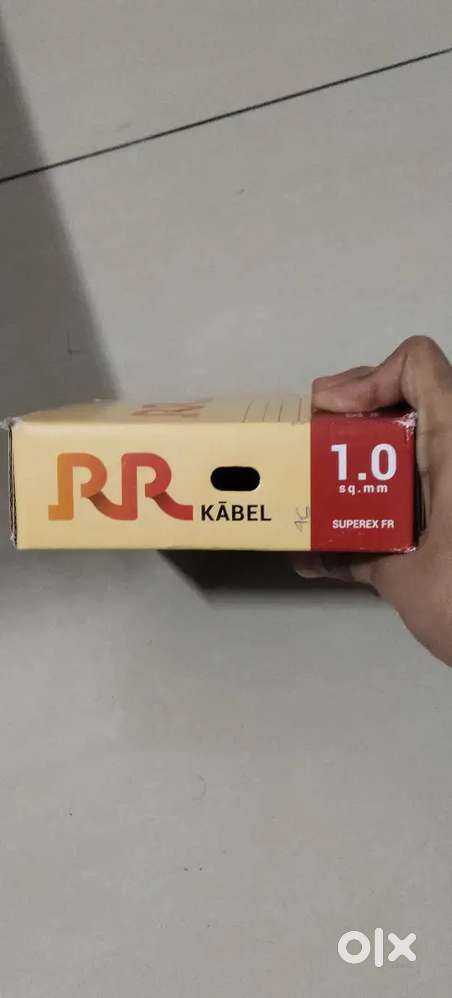 RR
KĀBEL
1.0
sq.mm
SUPEREX FR
olx